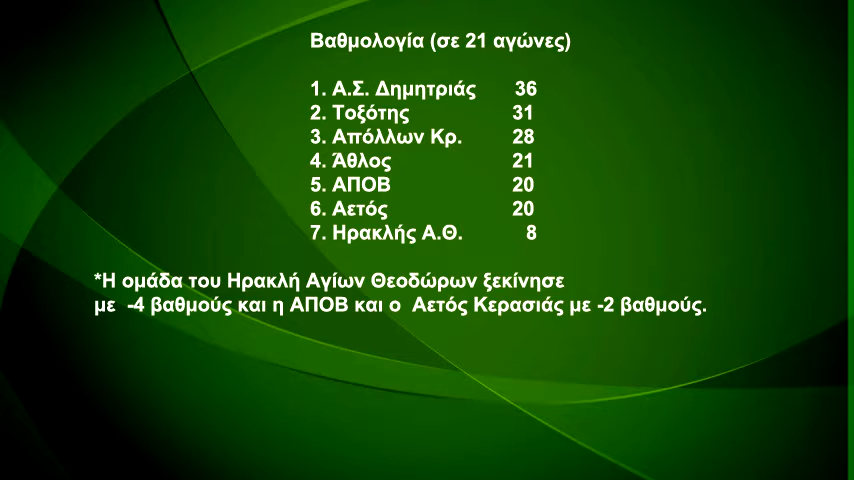 Βαθμολογία (σε 21 αγώνες)
1. Α.Σ. Δημητριάς 36
2. Τοξότης 31
3. Απόλλων Κρ. 28
4. Άθλος 21
5. ΑΠΟΒ 20
6. Αετός 20
7. Ηρακλής Α.Θ. 8
*Η ομάδα του Ηρακλή Αγίων Θεοδώρων ξεκίνησε
με -4 βαθμούς και η ΑΠΟΒ και ο Αετός Κερασιάς με -2 βαθμούς.